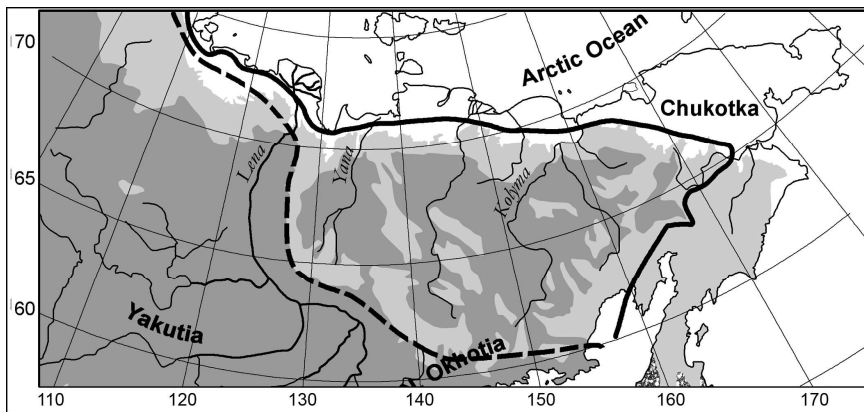 Arctic Ocean
70
Chukotka
Lena
Yana
65
Kolyma
60
Yakutia
Okhotia
110 120 130 140 150 160 170